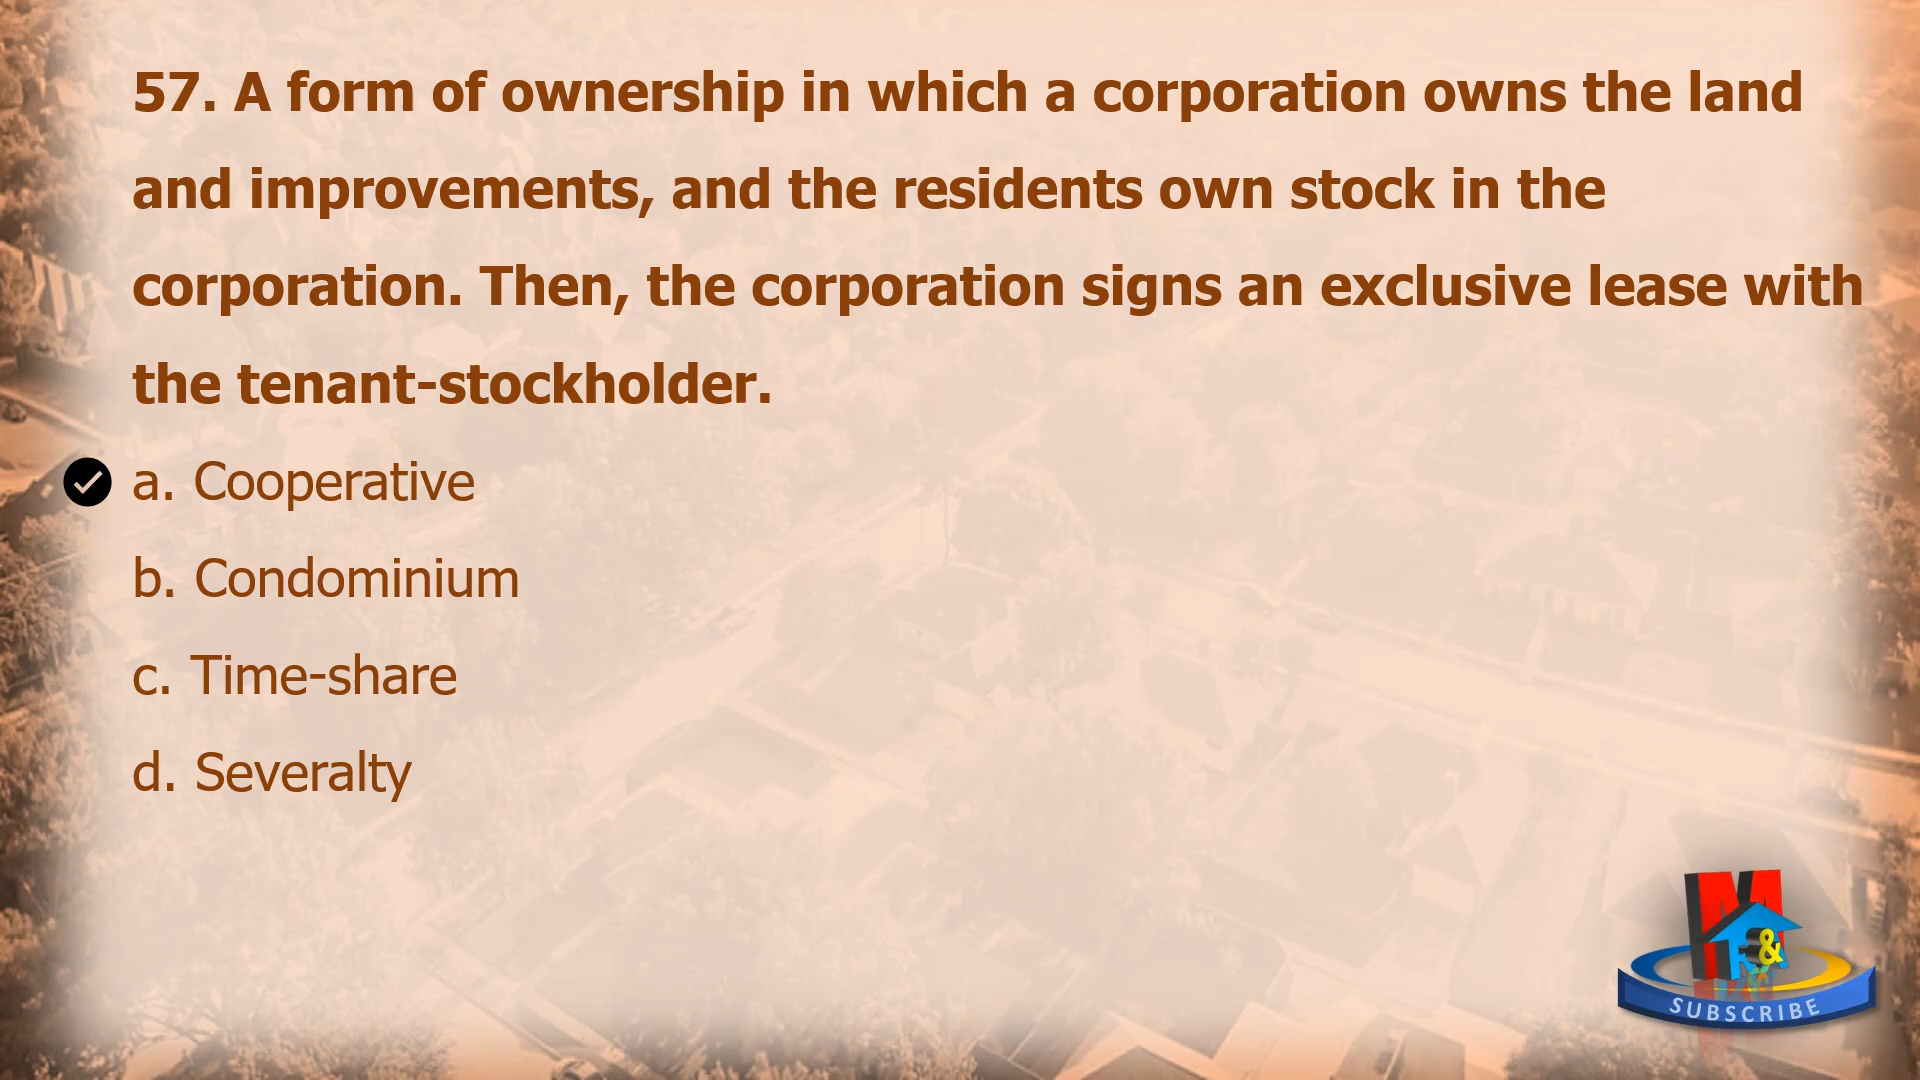 57. A form of ownership in which a corporation owns the land
and improvements, and the residents own stock in the
corporation. Then, the corporation signs an exclusive lease with
the tenant-stockholder.
a. Cooperative
b. Condominium
c. Time-share
d. Severalty
SUBSCRIBE